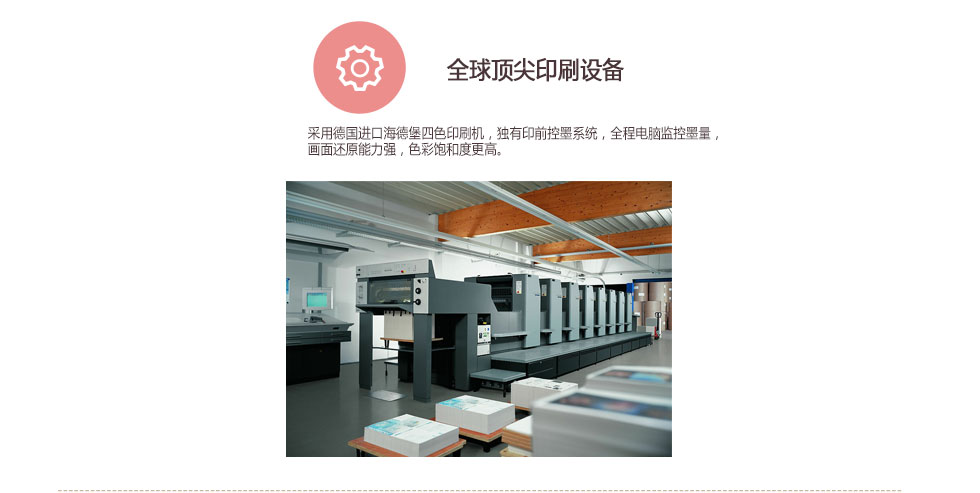 全球顶尖印刷设备
采用德国进口海德堡四色印刷机，独有印前控墨系统，全程电脑监控墨量，
画面还原能力强，色彩饱和度更高。